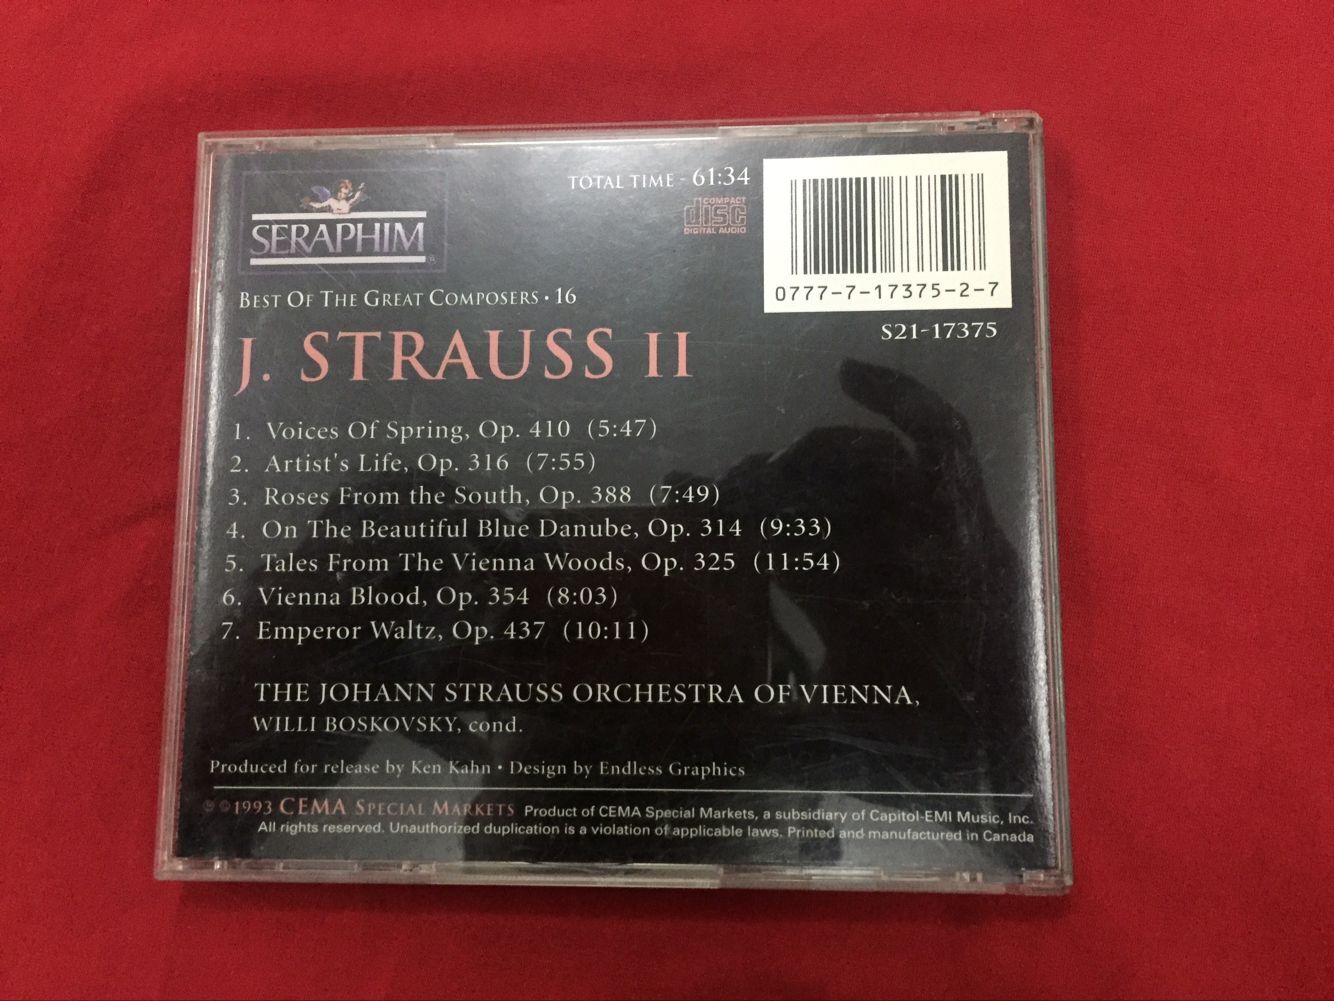 SERAPHIM
TOTAL TIME - 61:34
COMPACT
disc
DIGITAL AUDIO
0777-7-17375-2-7
S21-17375
BEST OF THE GREAT COMPOSERS • 16
J. STRAUSS II
1. Voices Of Spring, Op. 410 (5:47)
2. Artist's Life, Op. 316 (7:55)
3. Roses From the South, Op. 388 (7:49)
4. On The Beautiful Blue Danube, Op. 314 (9:33)
5. Tales From The Vienna Woods, Op. 325 (11:54)
6. Vienna Blood, Op. 354 (8:03)
7. Emperor Waltz, Op. 437 (10:11)
THE JOHANN STRAUSS ORCHESTRA OF VIENNA,
WILLI BOSKOVSKY, cond.
Produced for release by Ken Kahn • Design by Endless Graphics
℗ © 1993 CEMA SPECIAL MARKETS Product of CEMA Special Markets, a subsidiary of Capitol-EMI Music, Inc.
All rights reserved. Unauthorized duplication is a violation of applicable laws. Printed and manufactured in Canada